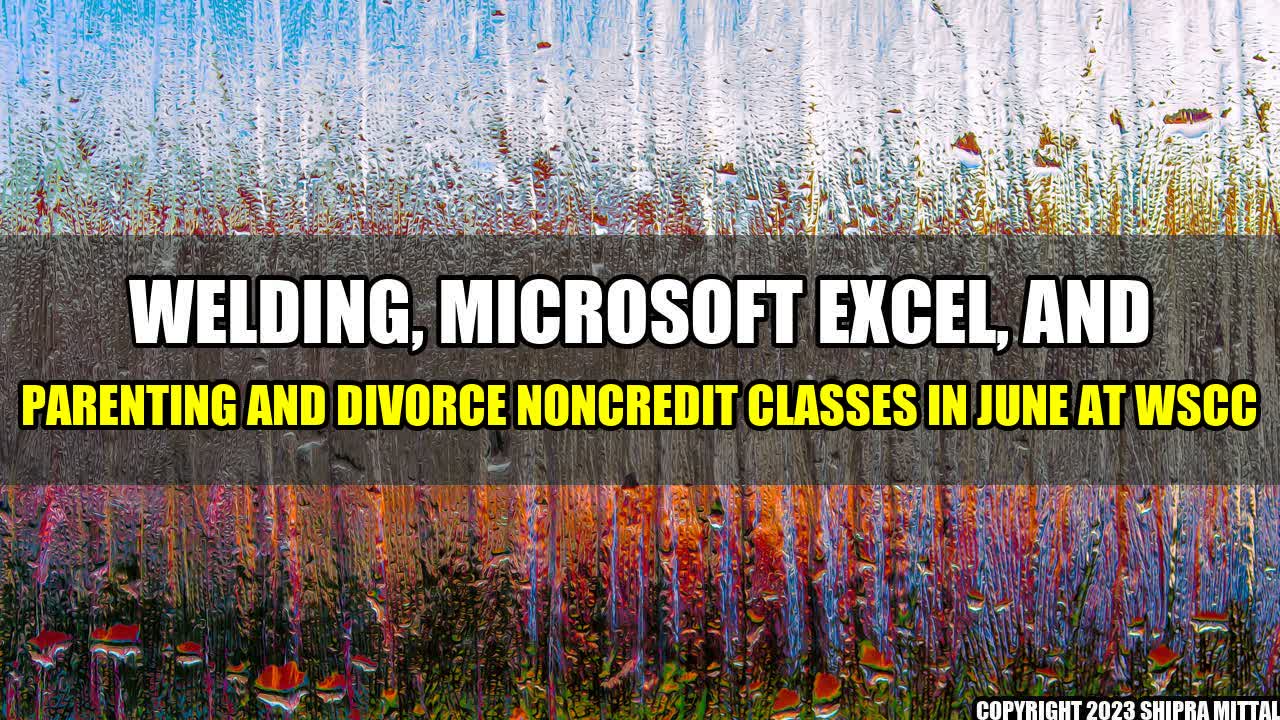 WELDING, MICROSOFT EXCEL, AND
PARENTING AND DIVORCE NONCREDIT CLASSES IN JUNE AT WSCC
COPYRIGHT 2023 SHIPRA MITTAL